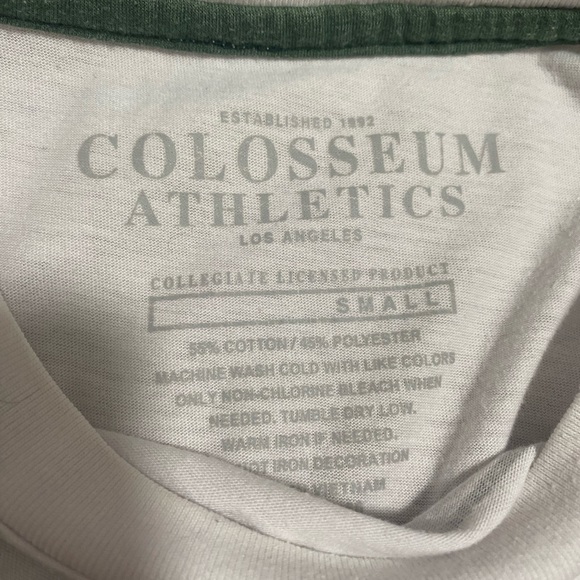 ESTABLISHED 1992
COLOSSEUM
ATHLETICS
LOS ANGELES
COLLEGIATE LICENSED PRODUCT
SMALL
55% COTTON / 45% POLYESTER
MACHINE WASH COLD WITH LIKE COLORS
ONLY NON-CHLORINE BLEACH WHEN
NEEDED. TUMBLE DRY LOW.
WARM IRON IF NEEDED.
IRON DECORATION
VIETNAM